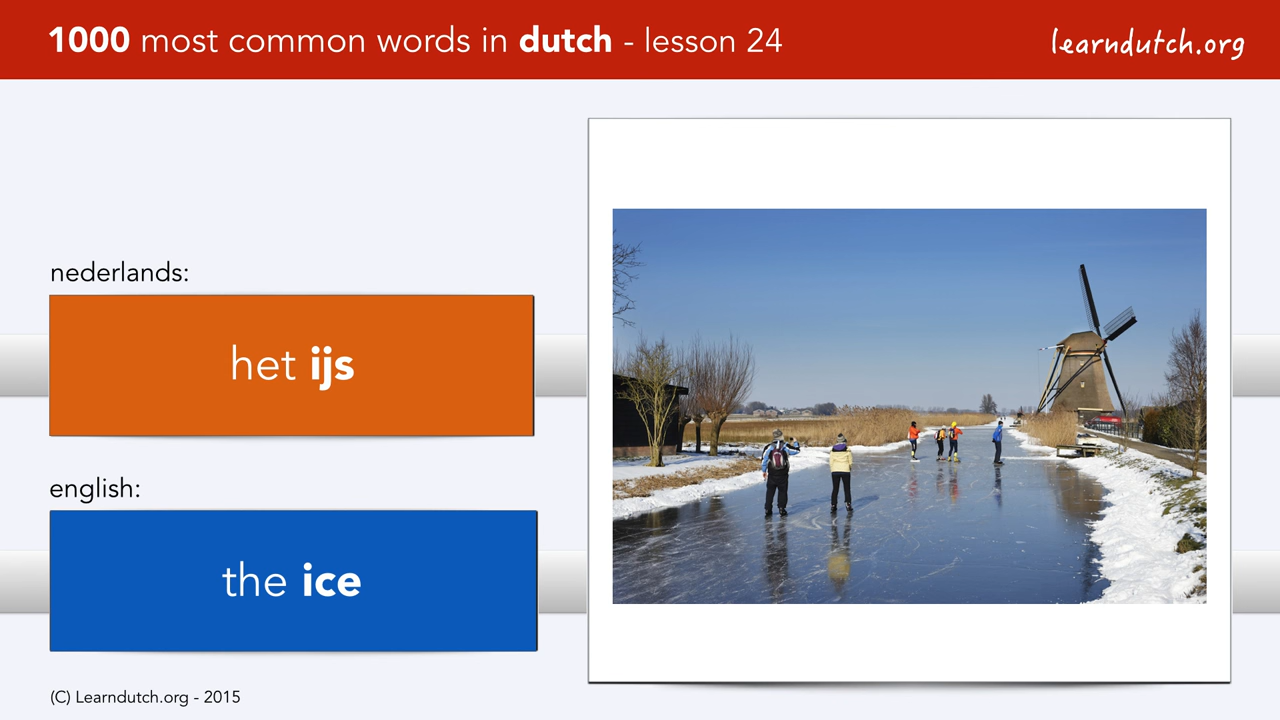 1000 most common words in dutch - lesson 24
learndutch.org
nederlands:
het ijs
english:
the ice
(C) Learndutch.org - 2015